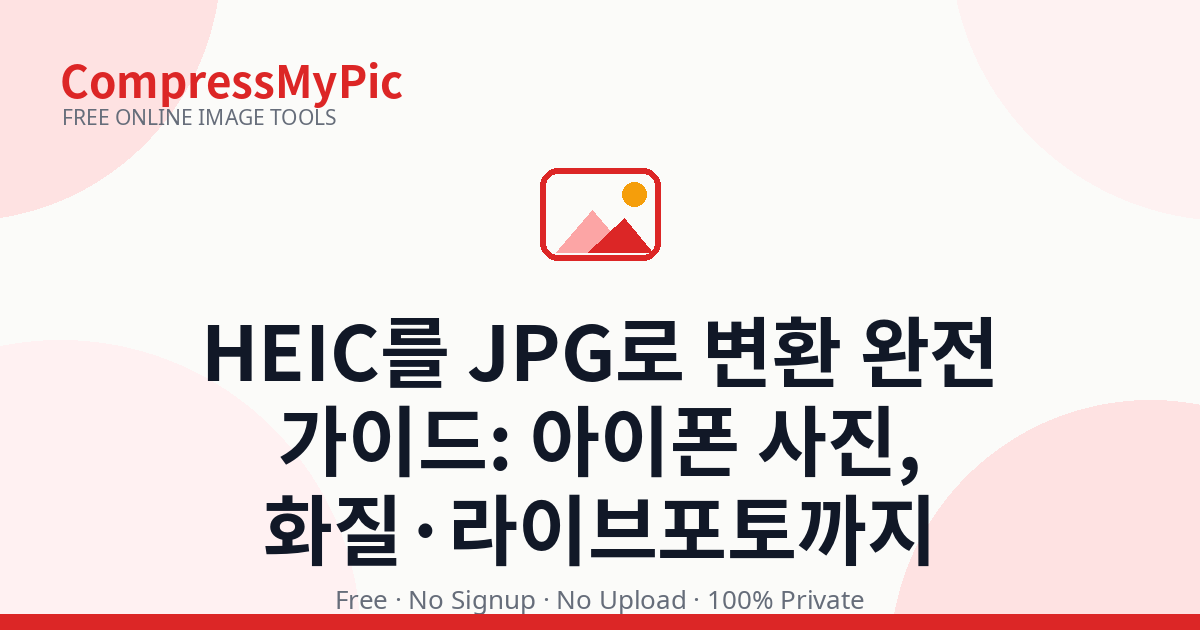 CompressMyPic
FREE ONLINE IMAGE TOOLS
HEIC를 JPG로 변환 완전
가이드: 아이폰 사진,
화질·라이브포토까지
Free · No Signup · No Upload · 100% Private